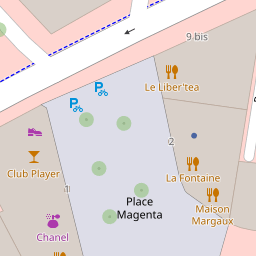 9 bis
Le Liber'tea
2
La Fontaine
Club Player
1
Place
Magenta
Maison
Margaux
Chanel